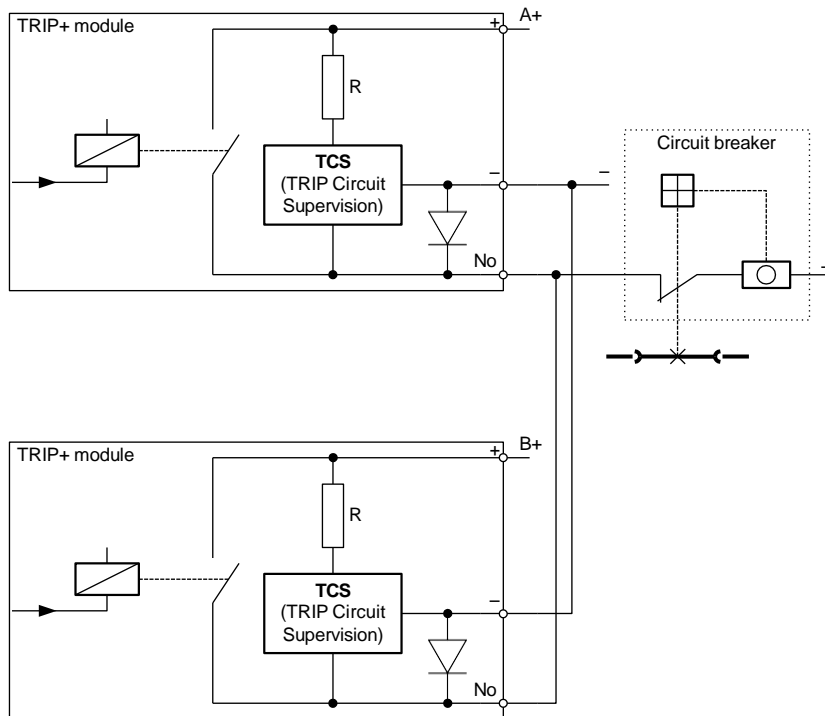 TRIP+ module
+
A+
R
TCS
(TRIP Circuit
Supervision)
–
–
No
Circuit breaker
–
TRIP+ module
+
B+
R
TCS
(TRIP Circuit
Supervision)
–
No